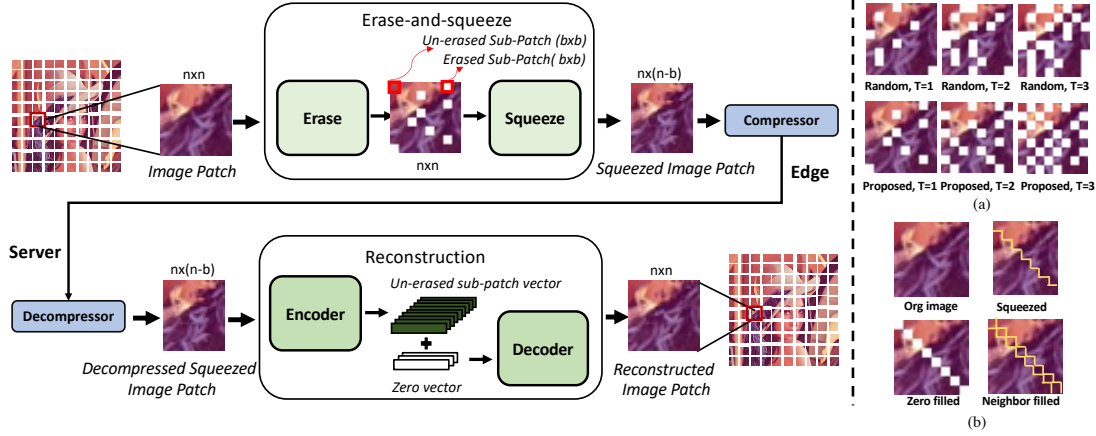 Erase-and-squeeze
Un-erased Sub-Patch (bxb)
Erased Sub-Patch( bxb)
nxn
Erase
Squeeze
nxn
Image Patch
nx(n-b)
Squeezed Image Patch
Compressor
Edge
Server
Decompressor
nx(n-b)
Decompressed Squeezed
Image Patch
Reconstruction
Encoder
Un-erased sub-patch vector
+
Zero vector
Decoder
nxn
Reconstructed
Image Patch
Random, T=1 Random, T=2 Random, T=3
Proposed, T=1 Proposed, T=2 Proposed, T=3
(a)
Org image Squeezed
Zero filled Neighbor filled
(b)